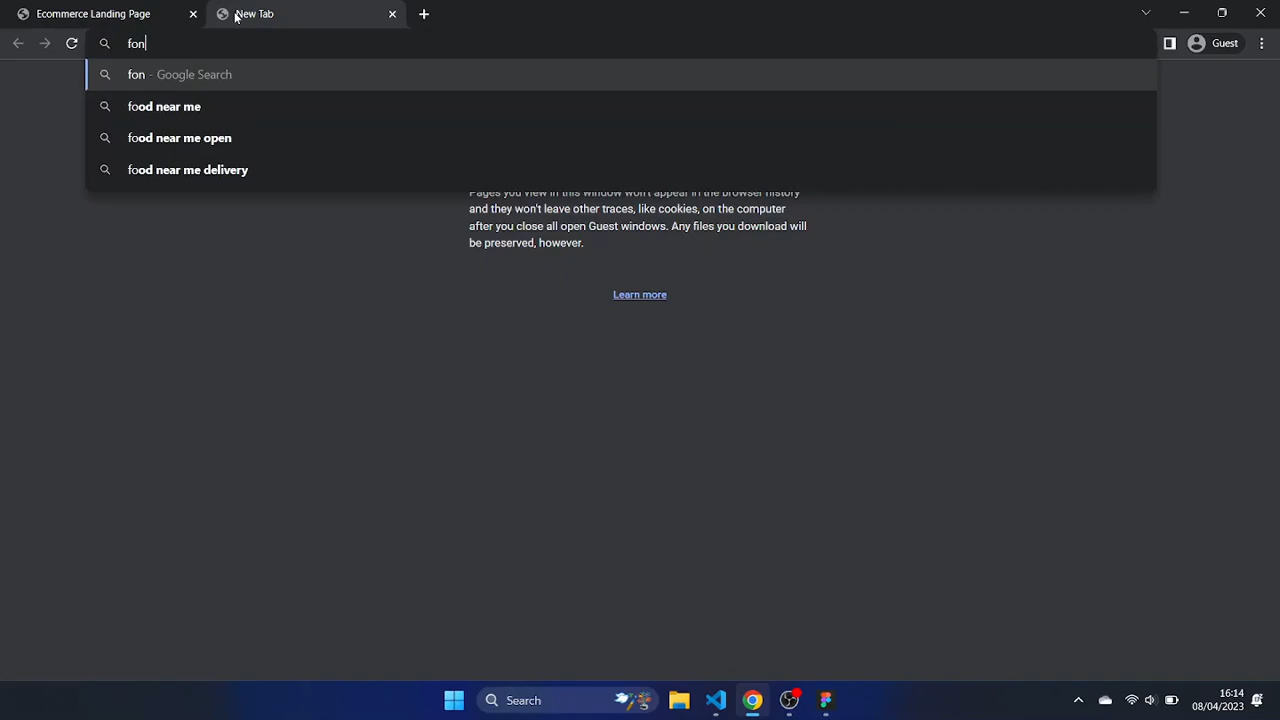 Ecommerce Landing Page
New Tab
fon
Guest
fon - Google Search
food near me
food near me open
food near me delivery
Pages you view in this window won't appear in the browser history
and they won't leave other traces, like cookies, on the computer
after you close all open Guest windows. Any files you download will
be preserved, however.
Learn more
Search
16:14
08/04/2023